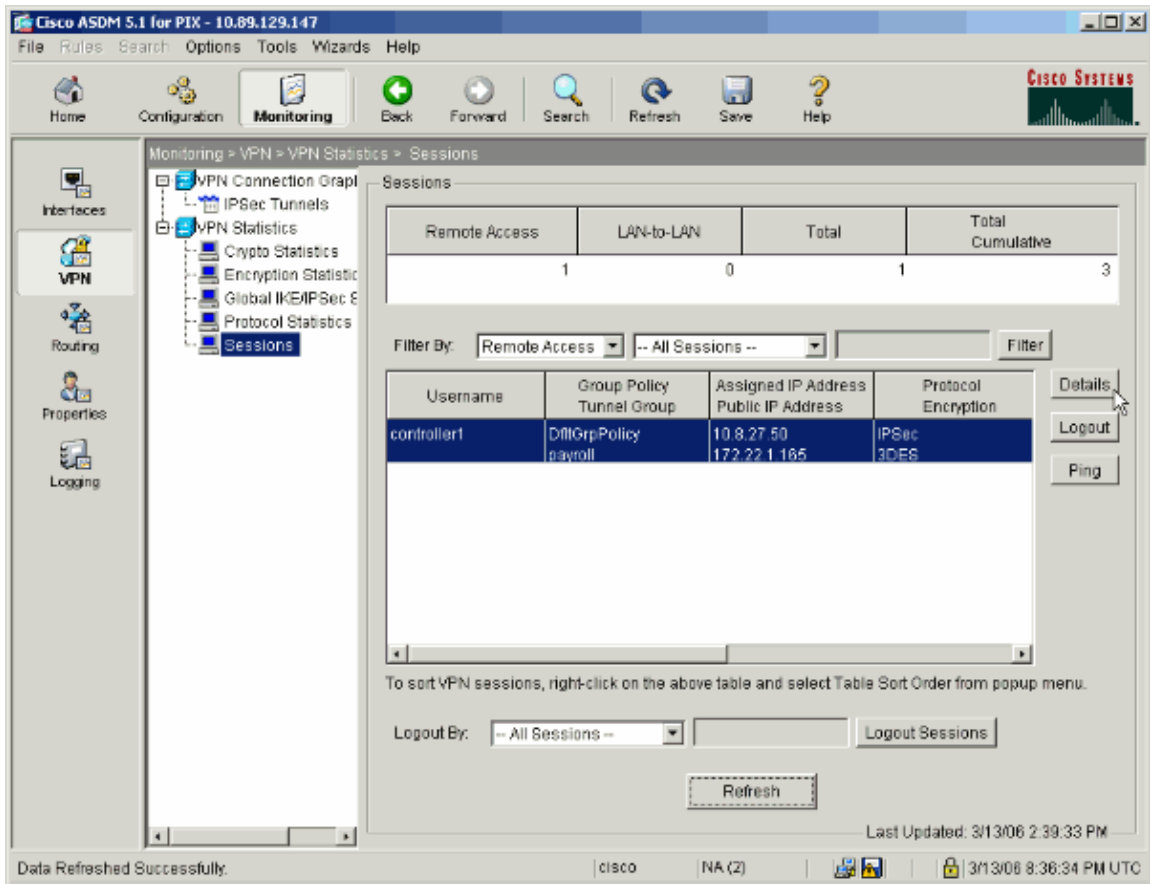 Cisco ASDM 5.1 for PIX - 10.89.129.147
File Rules Search Options Tools Wizards Help
Home Configuration Monitoring Back Forward Search Refresh Save Help
CISCO SYSTEMS
Monitoring > VPN > VPN Statistics > Sessions
Interfaces
VPN
Routing
Properties
Logging
VPN Connection Grapl
IPSec Tunnels
VPN Statistics
Crypto Statistics
Encryption Statistic
Global IKE/IPSec S
Protocol Statistics
Sessions
Sessions
Remote Access LAN-to-LAN Total Total Cumulative
1 0 1 3
Filter By: Remote Access -- All Sessions -- Filter
Username Group Policy Assigned IP Address Protocol
Tunnel Group Public IP Address Encryption
controller1 DfltGrpPolicy 10.8.27.50 IPSec
payroll 172.22.1.165 3DES
Details
Logout
Ping
To sort VPN sessions, right-click on the above table and select Table Sort Order from popup menu.
Logout By: -- All Sessions -- Logout Sessions
Refresh
Last Updated: 3/13/06 2:39:33 PM
Data Refreshed Successfully. cisco NA (2) 3/13/06 8:36:34 PM UTC